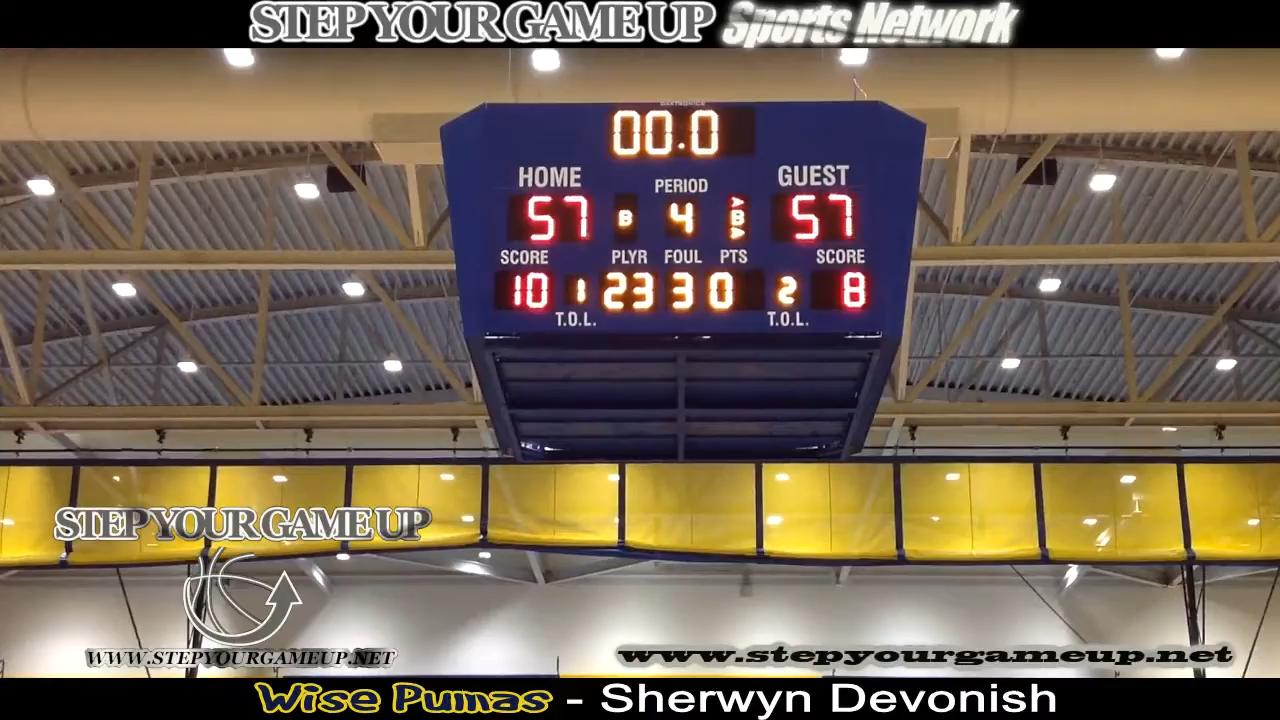 STEP YOUR GAME UP Sports Network
DAKTRONICS
00.0
HOME PERIOD GUEST
57 B 4 B 57
SCORE PLYR FOUL PTS SCORE
10 1 23 3 0 2 8
T.O.L. T.O.L.
STEP YOUR GAME UP
WWW.STEPYOURGAMEUP.NET
www.stepyourgameup.net
Wise Pumas - Sherwyn Devonish